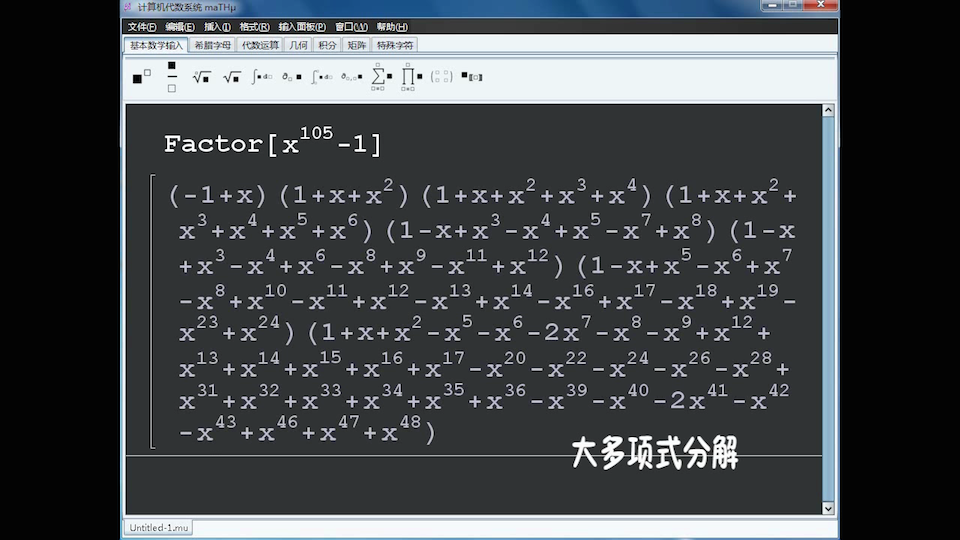 计算机代数系统 maTHμ
文件(F) 编辑(E) 插入(I) 格式(R) 输入面板(P) 窗口(W) 帮助(H)
基本数学输入 希腊字母 代数运算 几何 积分 矩阵 特殊字符
Factor[x^105-1]
(-1+x)(1+x+x^2)(1+x+x^2+x^3+x^4)(1+x+x^2+
x^3+x^4+x^5+x^6)(1-x+x^3-x^4+x^5-x^7+x^8)(1-x
+x^3-x^4+x^6-x^8+x^9-x^11+x^12)(1-x+x^5-x^6+x^7
-x^8+x^10-x^11+x^12-x^13+x^14-x^16+x^17-x^18+x^19-
x^23+x^24)(1+x+x^2-x^5-x^6-2x^7-x^8-x^9+x^12+
x^13+x^14+x^15+x^16+x^17-x^20-x^22-x^24-x^26-x^28+
x^31+x^32+x^33+x^34+x^35+x^36-x^39-x^40-2x^41-x^42
-x^43+x^46+x^47+x^48)
大多项式分解
Untitled-1.mu